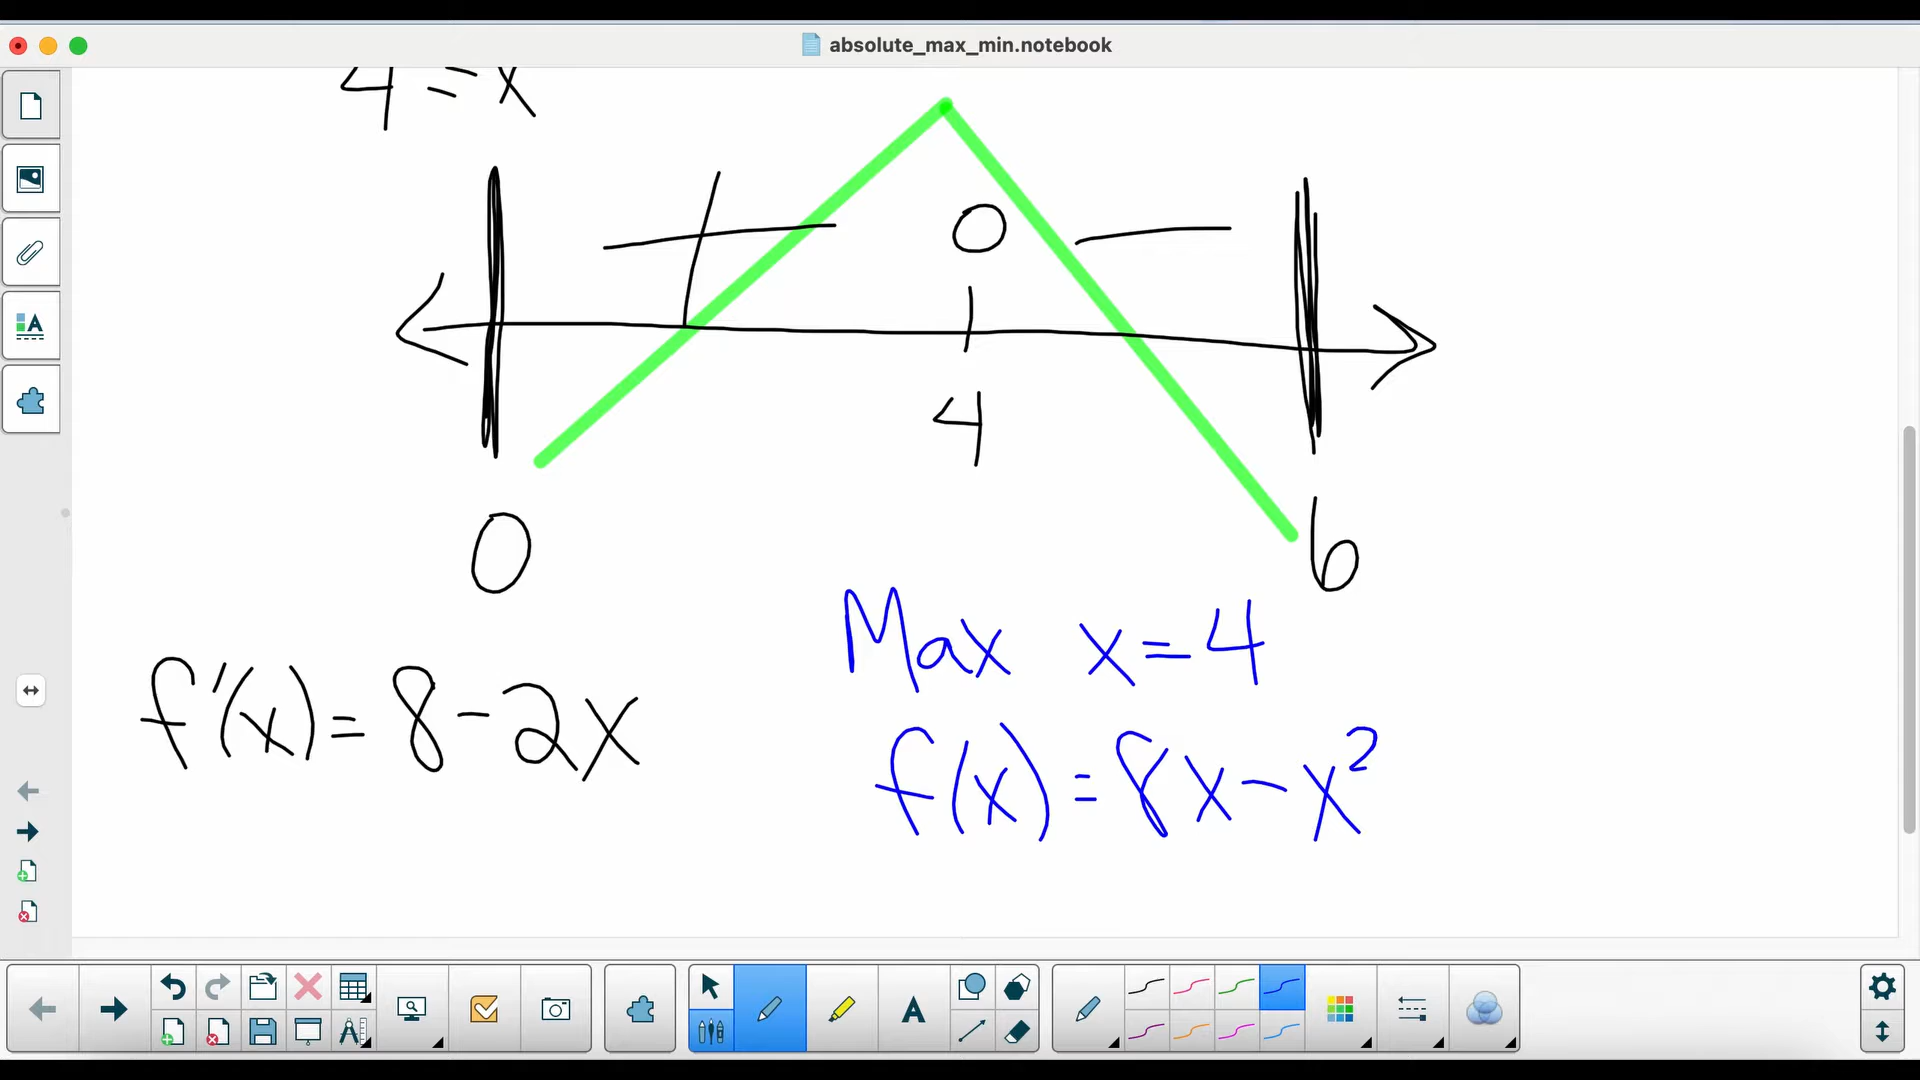 absolute_max_min.notebook
4 = x
+ 0 −
4
0 6
Max x=4
f'(x) = 8 − 2x
f(x) = 8x − x²